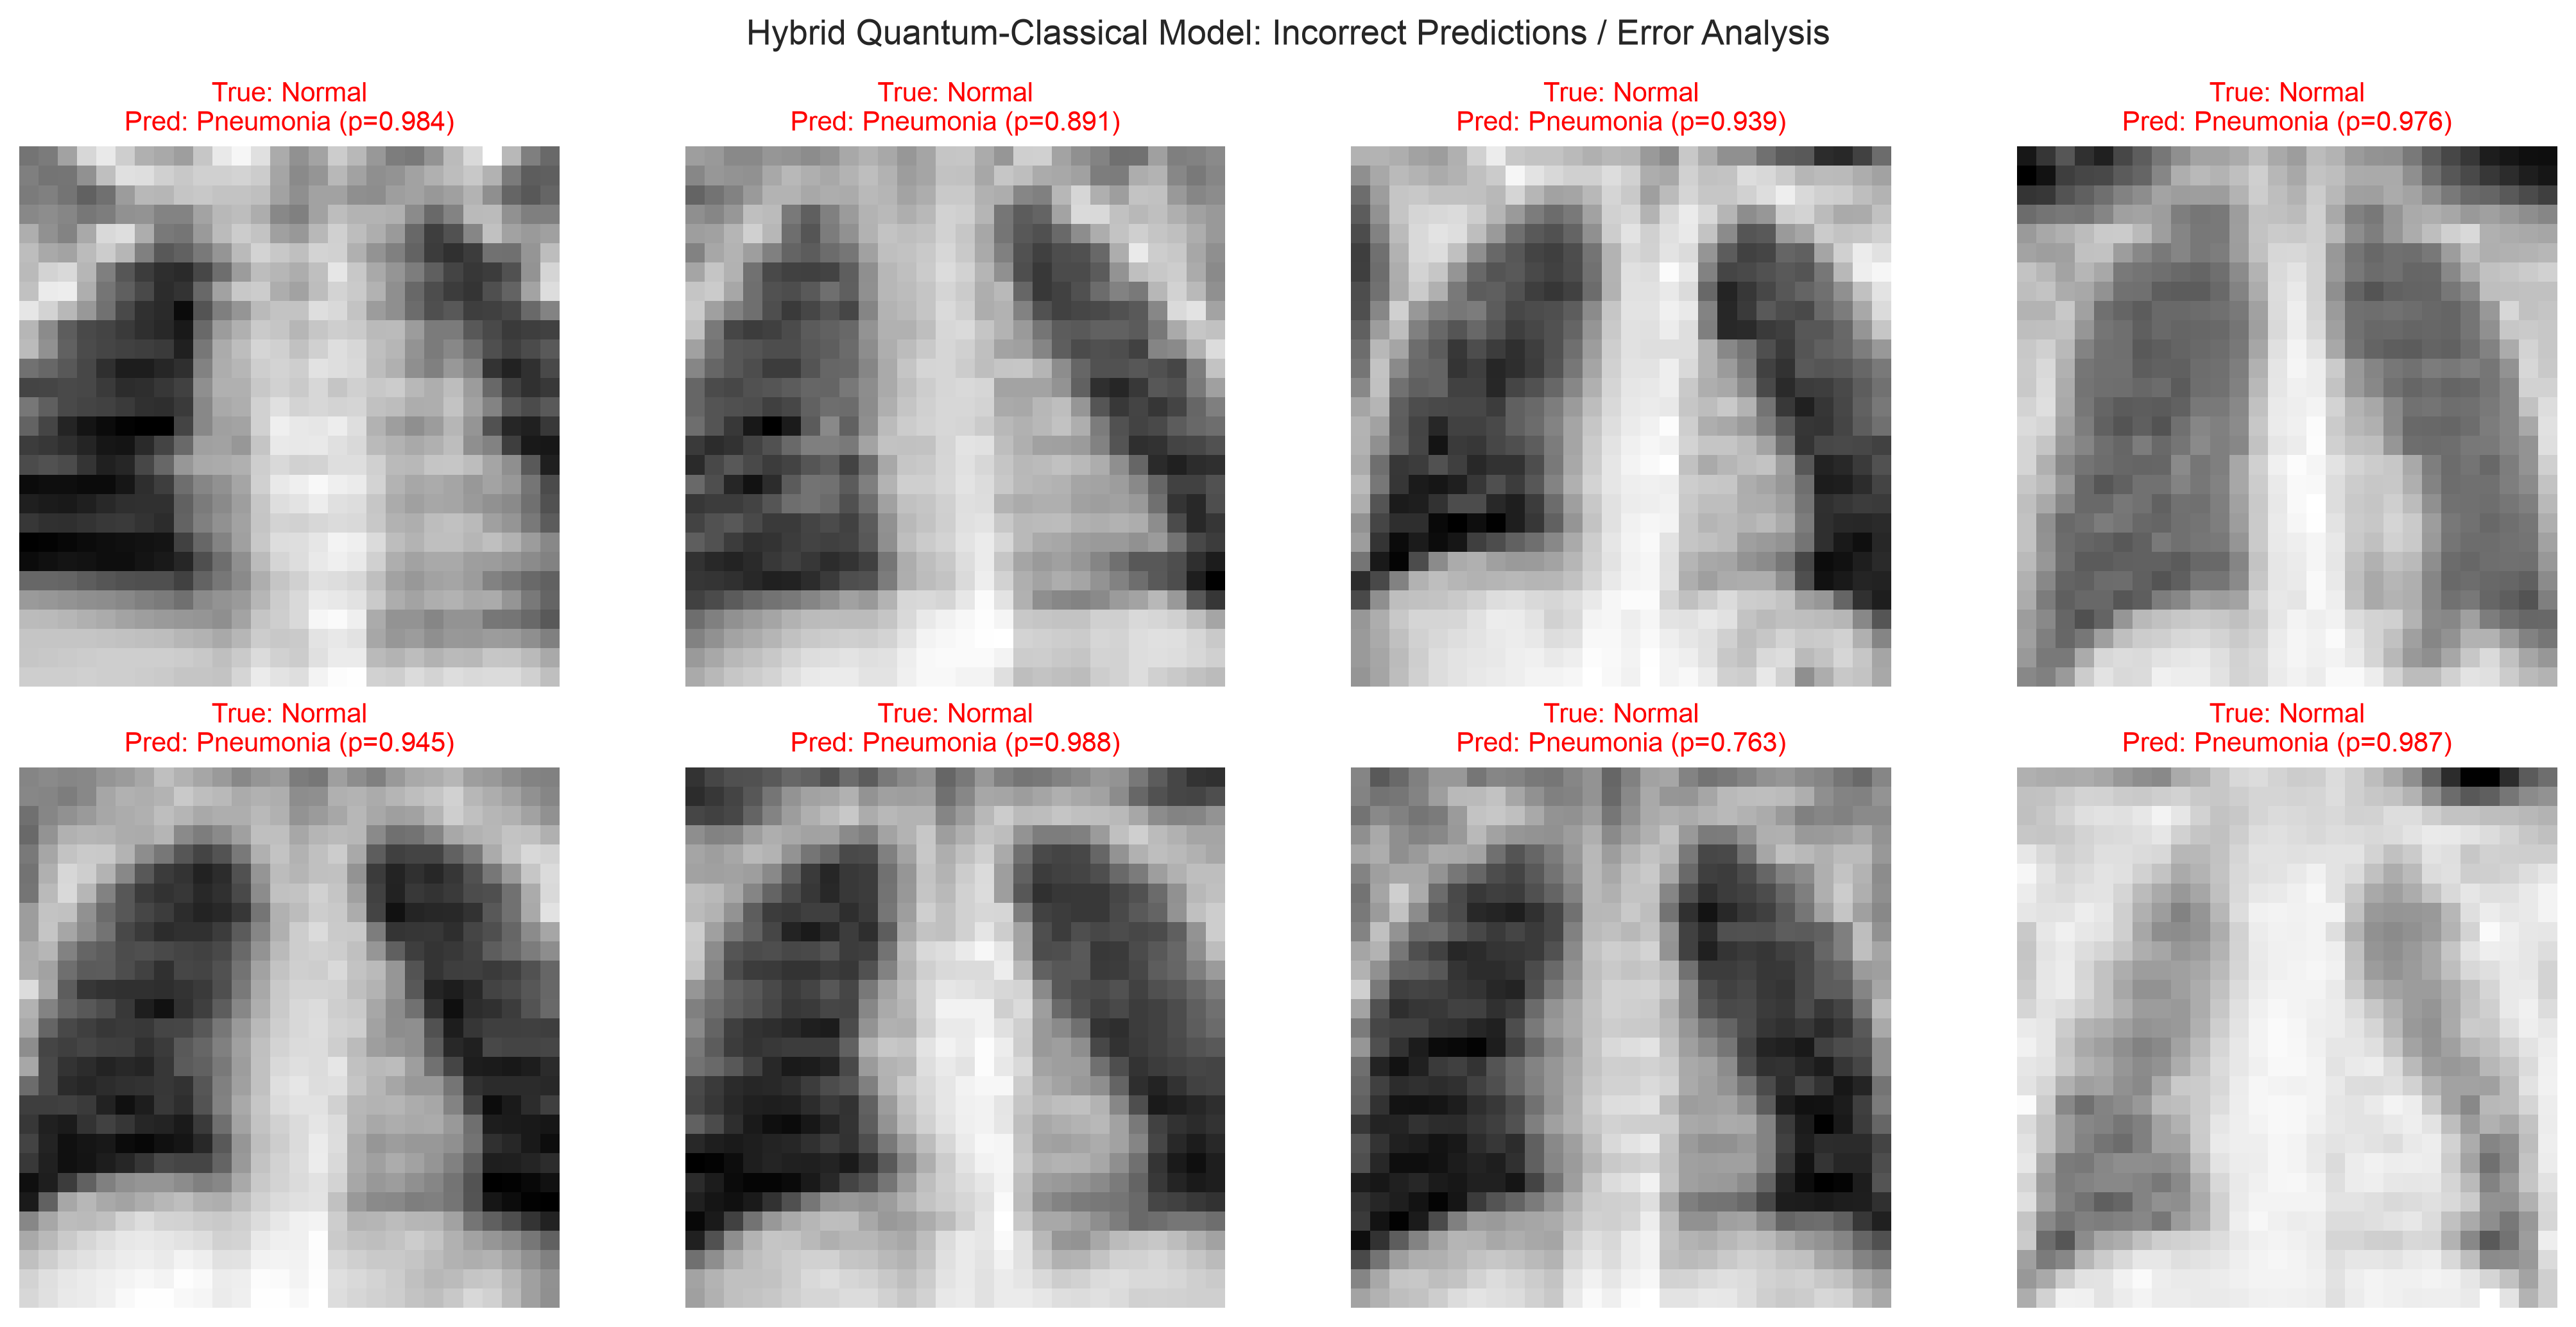 Hybrid Quantum-Classical Model: Incorrect Predictions / Error Analysis
True: Normal
Pred: Pneumonia (p=0.984)
True: Normal
Pred: Pneumonia (p=0.891)
True: Normal
Pred: Pneumonia (p=0.939)
True: Normal
Pred: Pneumonia (p=0.976)
True: Normal
Pred: Pneumonia (p=0.945)
True: Normal
Pred: Pneumonia (p=0.988)
True: Normal
Pred: Pneumonia (p=0.763)
True: Normal
Pred: Pneumonia (p=0.987)